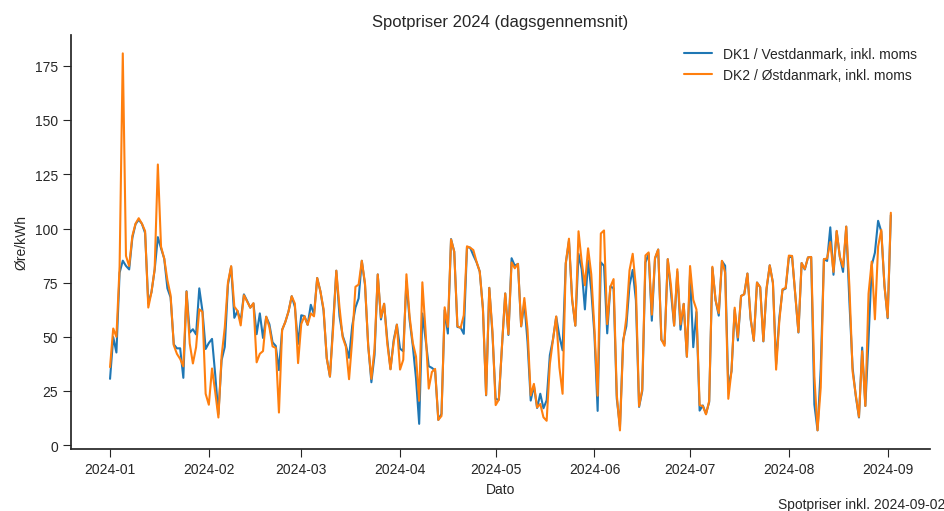 Spotpriser 2024 (dagsgennemsnit)
DK1 / Vestdanmark, inkl. moms
DK2 / Østdanmark, inkl. moms
Øre/kWh
175
150
125
100
75
50
25
0
2024-01 2024-02 2024-03 2024-04 2024-05 2024-06 2024-07 2024-08 2024-09
Dato
Spotpriser inkl. 2024-09-02